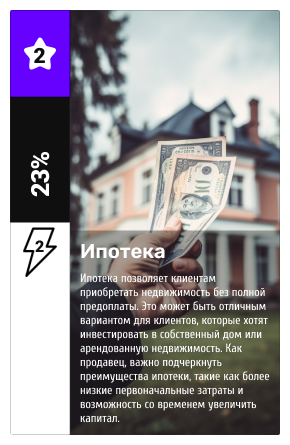 2
23%
2
Ипотека
Ипотека позволяет клиентам
приобретать недвижимость без полной
предоплаты. Это может быть отличным
вариантом для клиентов, которые хотят
инвестировать в собственный дом или
арендованную недвижимость. Как
продавец, важно подчеркнуть
преимущества ипотеки, такие как более
низкие первоначальные затраты и
возможность со временем увеличить
капитал.